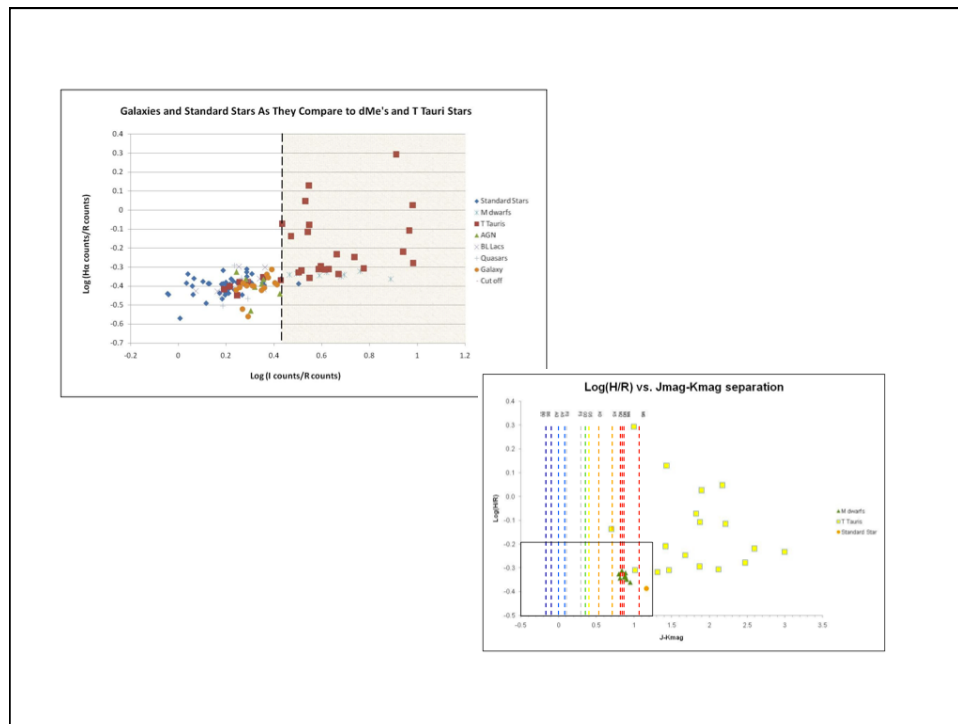 Galaxies and Standard Stars As They Compare to dMe's and T Tauri Stars
Log (Hα counts/R counts)
0.4
0.3
0.2
0.1
0
-0.1
-0.2
-0.3
-0.4
-0.5
-0.6
-0.7
-0.2 0 0.2 0.4 0.6 0.8 1 1.2
Log (I counts/R counts)
Standard Stars
M dwarfs
T Tauris
AGN
BL Lacs
Quasars
Galaxy
Cut off
Log(H/R) vs. Jmag-Kmag separation
Log(H/R)
0.4
0.3
0.2
0.1
0.0
-0.1
-0.2
-0.3
-0.4
-0.5
-0.5 0 0.5 1 1.5 2 2.5 3 3.5
J-Kmag
M dwarfs
T Tauris
Standard Star